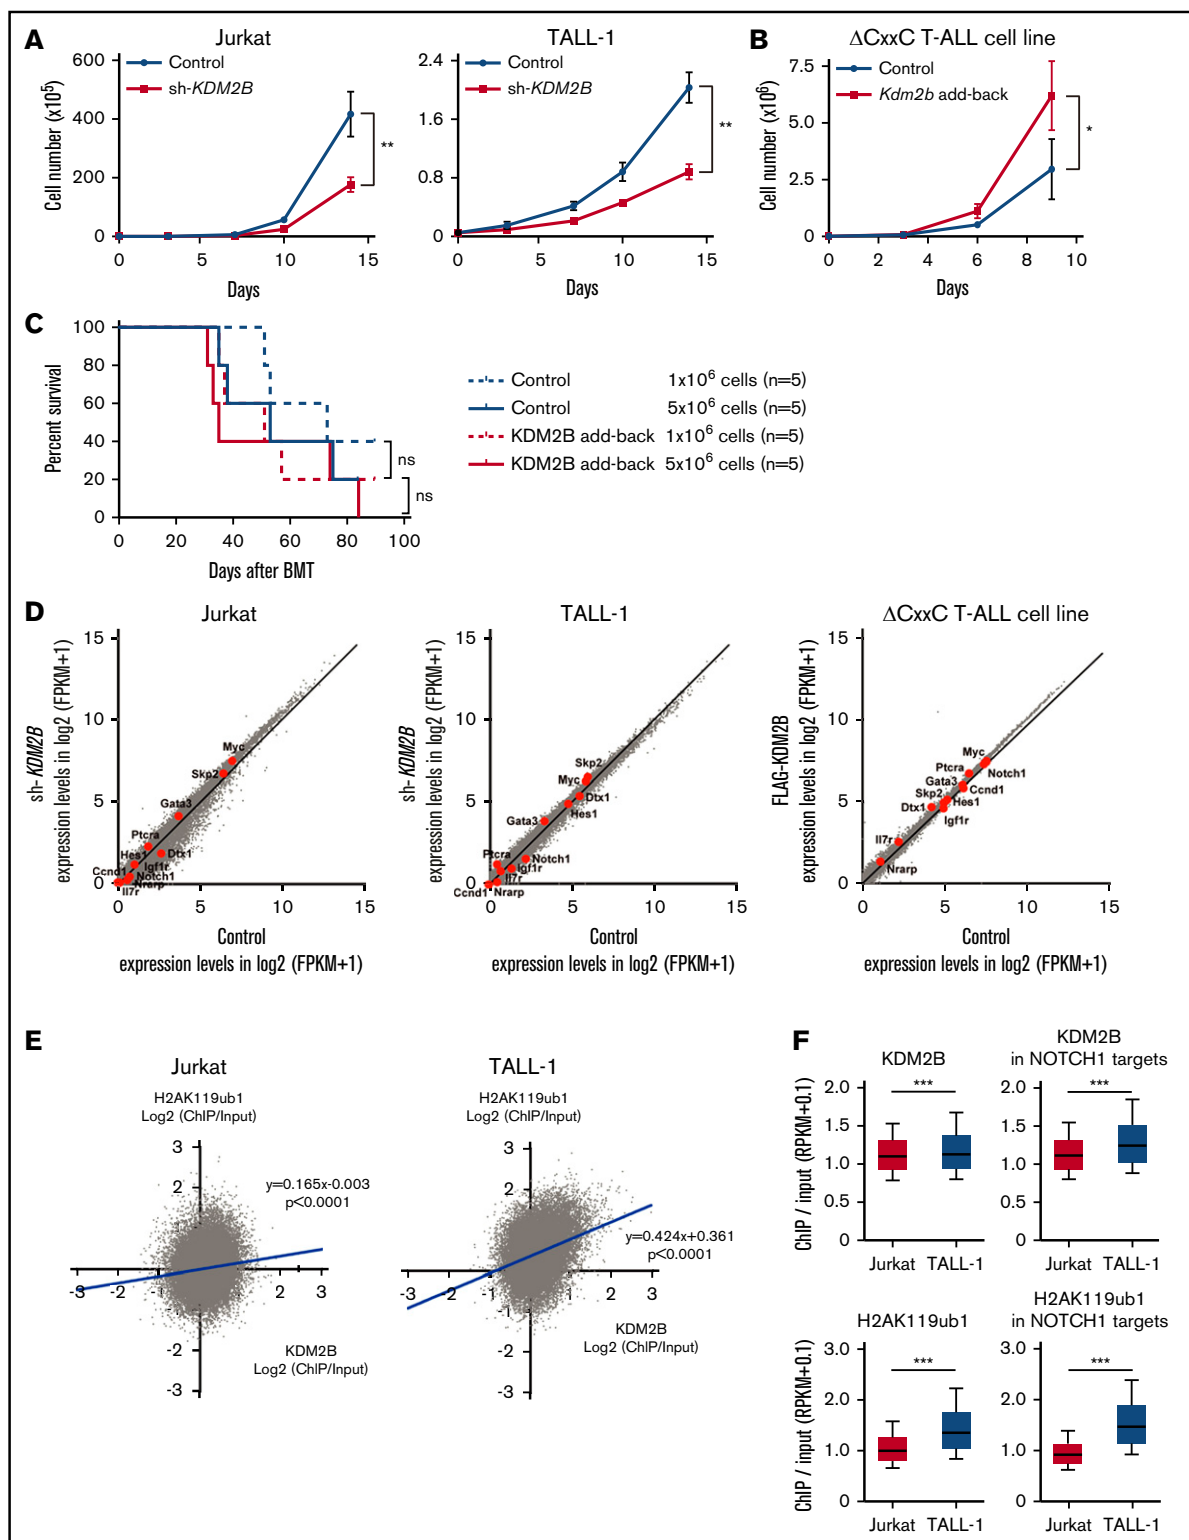 A
Jurkat
Cell number (x10⁵)
600
400
200
0
Control
sh-KDM2B
**
0 5 10 15
Days
TALL-1
2.4
1.6
0.8
0
Control
sh-KDM2B
**
0 5 10 15
Days
B
ΔCxxC T-ALL cell line
Cell number (x10⁶)
7.5
5.0
2.5
0
Control
Kdm2b add-back
*
0 2 4 6 8 10
Days
C
Percent survival
100
80
60
40
20
0
ns
ns
0 20 40 60 80 100
Days after BMT
Control 1x10⁶ cells (n=5)
Control 5x10⁶ cells (n=5)
KDM2B add-back 1x10⁶ cells (n=5)
KDM2B add-back 5x10⁶ cells (n=5)
D
Jurkat
sh-KDM2B
expression levels in log2 (FPKM+1)
15
10
5
0
Myc
Skp2
Gata3
Ptcra
Hes1
Dtx1
Igf1r
Ccnd1
Notch1
Nrarp
Il7r
0 5 10 15
Control
expression levels in log2 (FPKM+1)
TALL-1
sh-KDM2B
expression levels in log2 (FPKM+1)
15
10
5
0
Skp2
Myc
Dtx1
Hes1
Gata3
Ptcra
Notch1
Igf1r
Il7r
Ccnd1
Nrarp
0 5 10 15
Control
expression levels in log2 (FPKM+1)
ΔCxxC T-ALL cell line
FLAG-KDM2B
expression levels in log2 (FPKM+1)
15
10
5
0
Myc
Ptcra
Notch1
Gata3
Ccnd1
Skp2
Hes1
Dtx1
Igf1r
Il7r
Nrarp
0 5 10 15
Control
expression levels in log2 (FPKM+1)
E
Jurkat
H2AK119ub1
Log2 (ChIP/Input)
3
2
y=0.165x-0.003
p<0.0001
-3 -2 -1 1 2 3
-1
-2
-3
KDM2B
Log2 (ChIP/Input)
TALL-1
H2AK119ub1
Log2 (ChIP/Input)
3
2
y=0.424x+0.361
p<0.0001
-3 -2 -1 1 2 3
-1
-2
-3
KDM2B
Log2 (ChIP/Input)
F
KDM2B
ChIP / input (RPKM+0.1)
2.0
1.5
1.0
0.5
0
***
Jurkat TALL-1
KDM2B
in NOTCH1 targets
2.0
1.5
1.0
0.5
0
***
Jurkat TALL-1
H2AK119ub1
ChIP / input (RPKM+0.1)
3.0
2.0
1.0
0
***
Jurkat TALL-1
H2AK119ub1
in NOTCH1 targets
3.0
2.0
1.0
0
***
Jurkat TALL-1